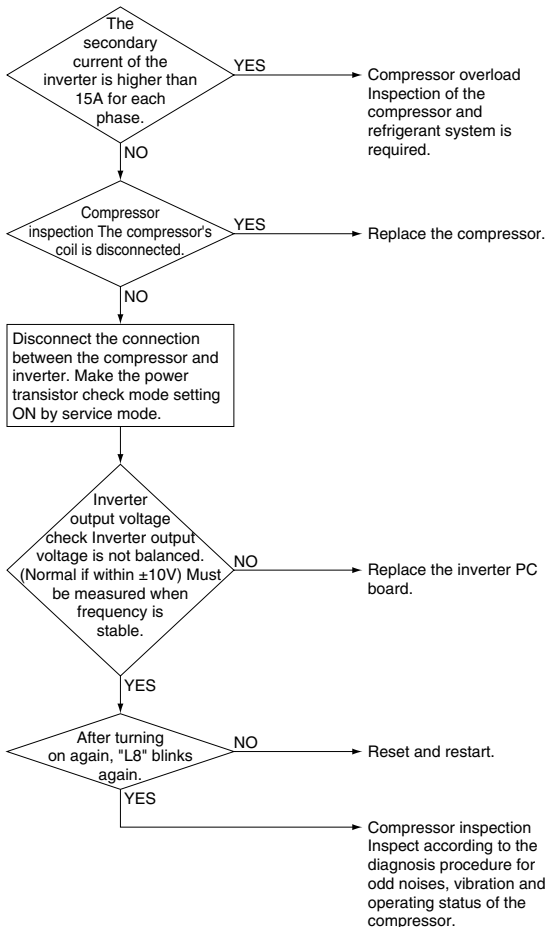 The
secondary
current of the
inverter is higher than
15A for each
phase.
YES
Compressor overload
Inspection of the
compressor and
refrigerant system is
required.
NO
Compressor
inspection The compressor's
coil is disconnected.
YES
Replace the compressor.
NO
Disconnect the connection
between the compressor and
inverter. Make the power
transistor check mode setting
ON by service mode.
Inverter
output voltage
check Inverter output
voltage is not balanced.
(Normal if within ±10V) Must
be measured when
frequency is
stable.
NO
Replace the inverter PC
board.
YES
After turning
on again, "L8" blinks
again.
NO
Reset and restart.
YES
Compressor inspection
Inspect according to the
diagnosis procedure for
odd noises, vibration and
operating status of the
compressor.